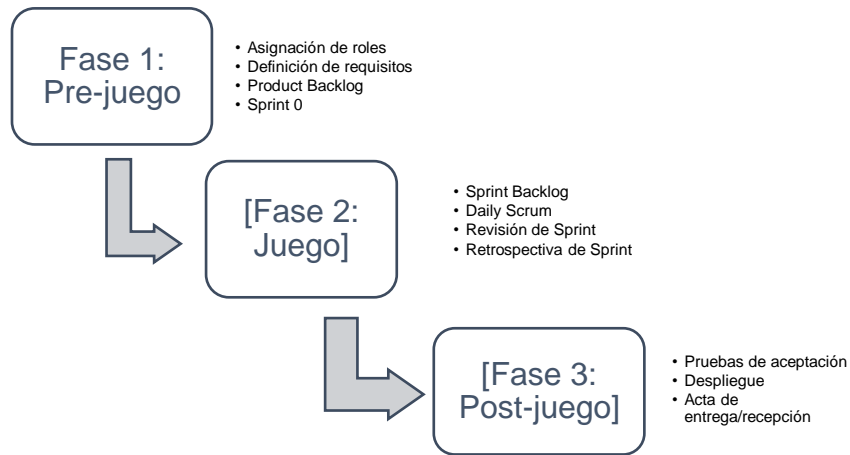 Fase 1:
Pre-juego
• Asignación de roles
• Definición de requisitos
• Product Backlog
• Sprint 0
[Fase 2:
Juego]
• Sprint Backlog
• Daily Scrum
• Revisión de Sprint
• Retrospectiva de Sprint
[Fase 3:
Post-juego]
• Pruebas de aceptación
• Despliegue
• Acta de
entrega/recepción